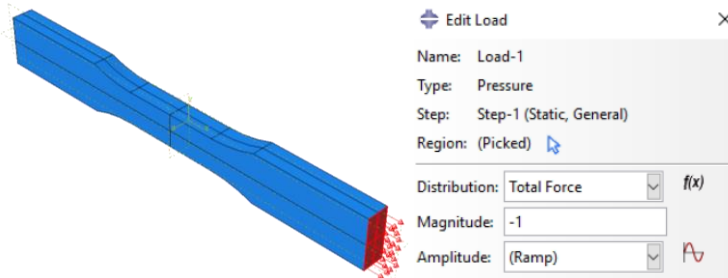 Edit Load
Name: Load-1
Type: Pressure
Step: Step-1 (Static, General)
Region: (Picked)
Distribution: Total Force f(x)
Magnitude: -1
Amplitude: (Ramp)